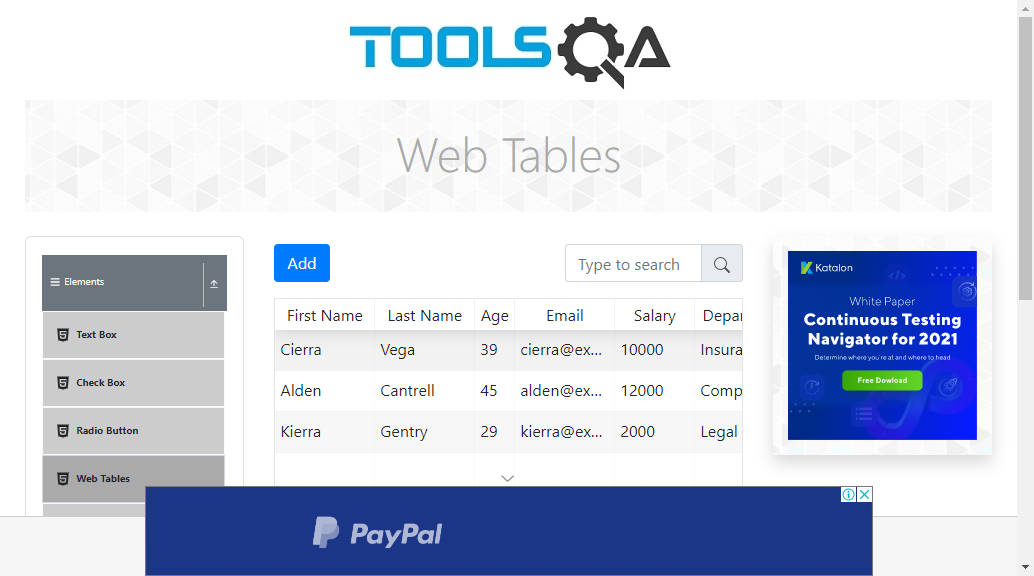 TOOLSQA
Web Tables
Elements
Text Box
Check Box
Radio Button
Web Tables
Add
Type to search
First Name Last Name Age Email Salary Depar
Cierra Vega 39 cierra@ex... 10000 Insura
Alden Cantrell 45 alden@ex... 12000 Comp
Kierra Gentry 29 kierra@ex... 2000 Legal
Katalon
White Paper
Continuous Testing
Navigator for 2021
Determine where you're at and where to head
Free Dowload
PayPal